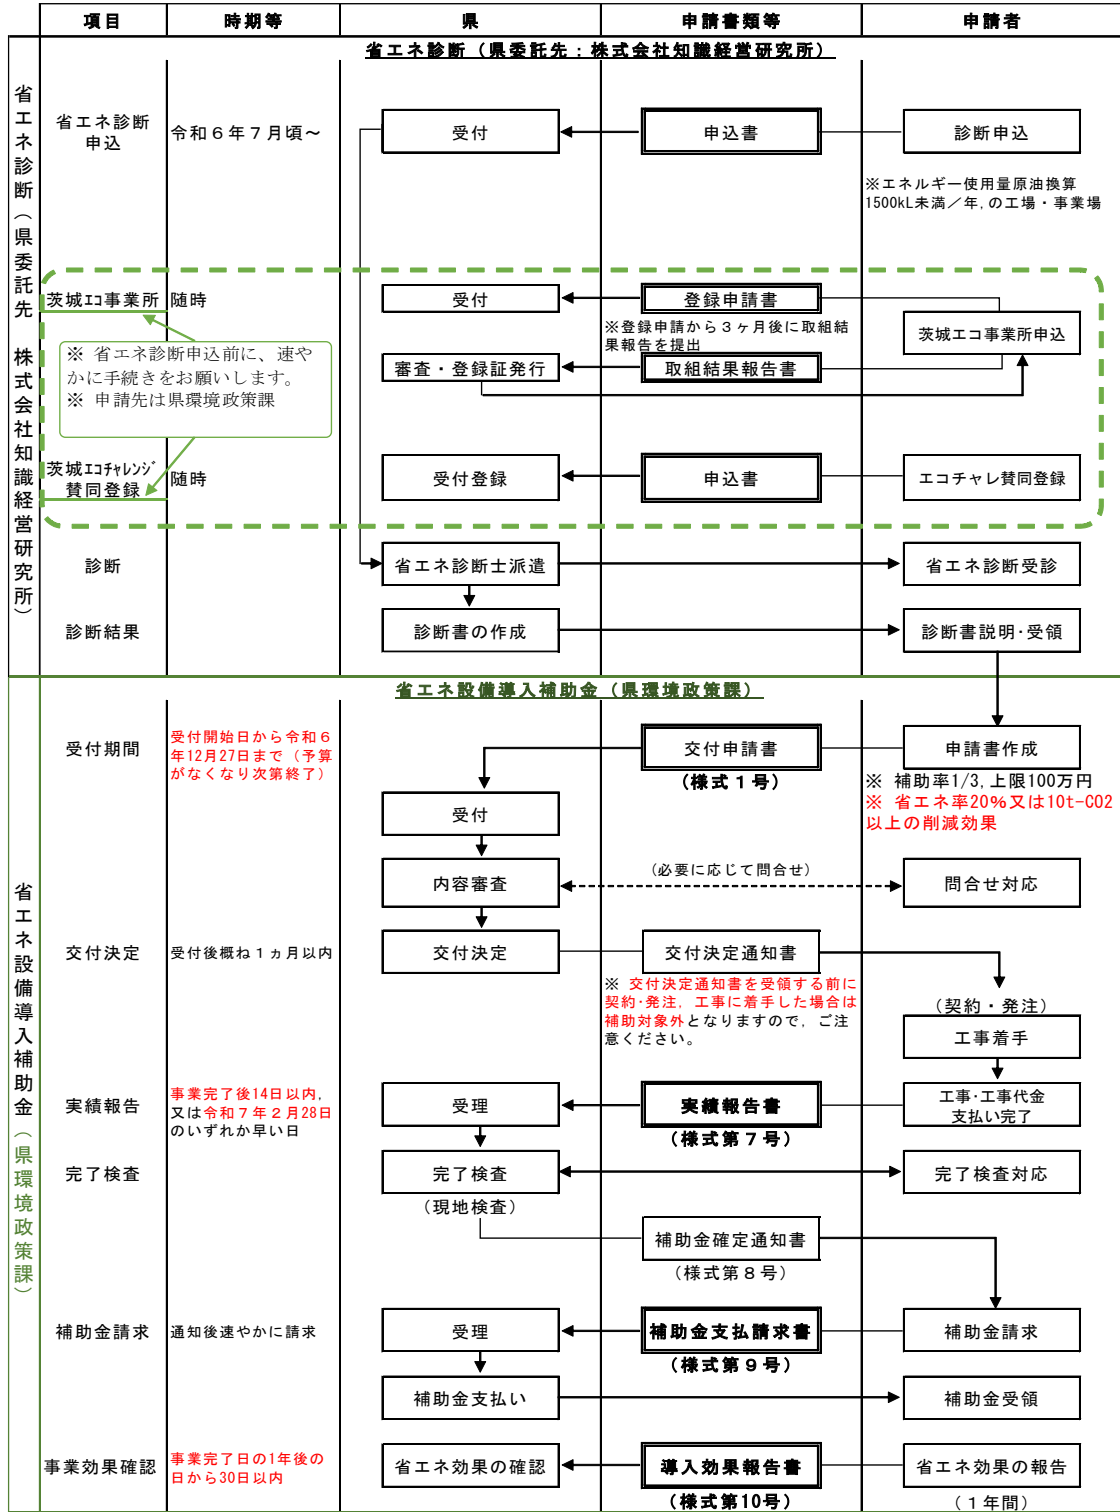 項目 時期等 県 申請書類等 申請者
省エネ診断（県委託先：株式会社知識経営研究所）
省エネ診断（県委託先 株式会社知識経営研究所）
省エネ診断
申込
令和６年７月頃～
受付
申込書
診断申込
※エネルギー使用量原油換算
1500kL未満／年,の工場・事業場
茨城エコ事業所
随時
受付
登録申請書
※登録申請から３ヶ月後に取組結
果報告を提出
茨城エコ事業所申込
※ 省エネ診断申込前に、速や
かに手続きをお願いします。
※ 申請先は県環境政策課
審査・登録証発行
取組結果報告書
茨城エコチャレンジ
賛同登録
随時
受付登録
申込書
エコチャレ賛同登録
診断
省エネ診断士派遣
省エネ診断受診
診断結果
診断書の作成
診断書説明・受領
省エネ設備導入補助金（県環境政策課）
省エネ設備導入補助金（県環境政策課）
受付期間
受付開始日から令和６
年12月27日まで（予算
がなくなり次第終了）
交付申請書
（様式１号）
申請書作成
※ 補助率1/3,上限100万円
※ 省エネ率20％又は10t-CO2
以上の削減効果
受付
内容審査
（必要に応じて問合せ）
問合せ対応
交付決定
受付後概ね１ヵ月以内
交付決定
交付決定通知書
※ 交付決定通知書を受領する前に
契約・発注，工事に着手した場合は
補助対象外となりますので，ご注
意ください。
（契約・発注）
工事着手
実績報告
事業完了後14日以内，
又は令和７年２月28日
のいずれか早い日
受理
実績報告書
（様式第７号）
工事・工事代金
支払い完了
完了検査
完了検査
（現地検査）
完了検査対応
補助金確定通知書
（様式第８号）
補助金請求
通知後速やかに請求
受理
補助金支払請求書
（様式第９号）
補助金請求
補助金支払い
補助金受領
事業効果確認
事業完了日の1年後の
日から30日以内
省エネ効果の確認
導入効果報告書
（様式第10号）
省エネ効果の報告
（１年間）